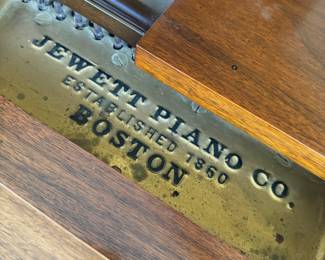 JEWETT PIANO CO.
ESTABLISHED 1860
BOSTON